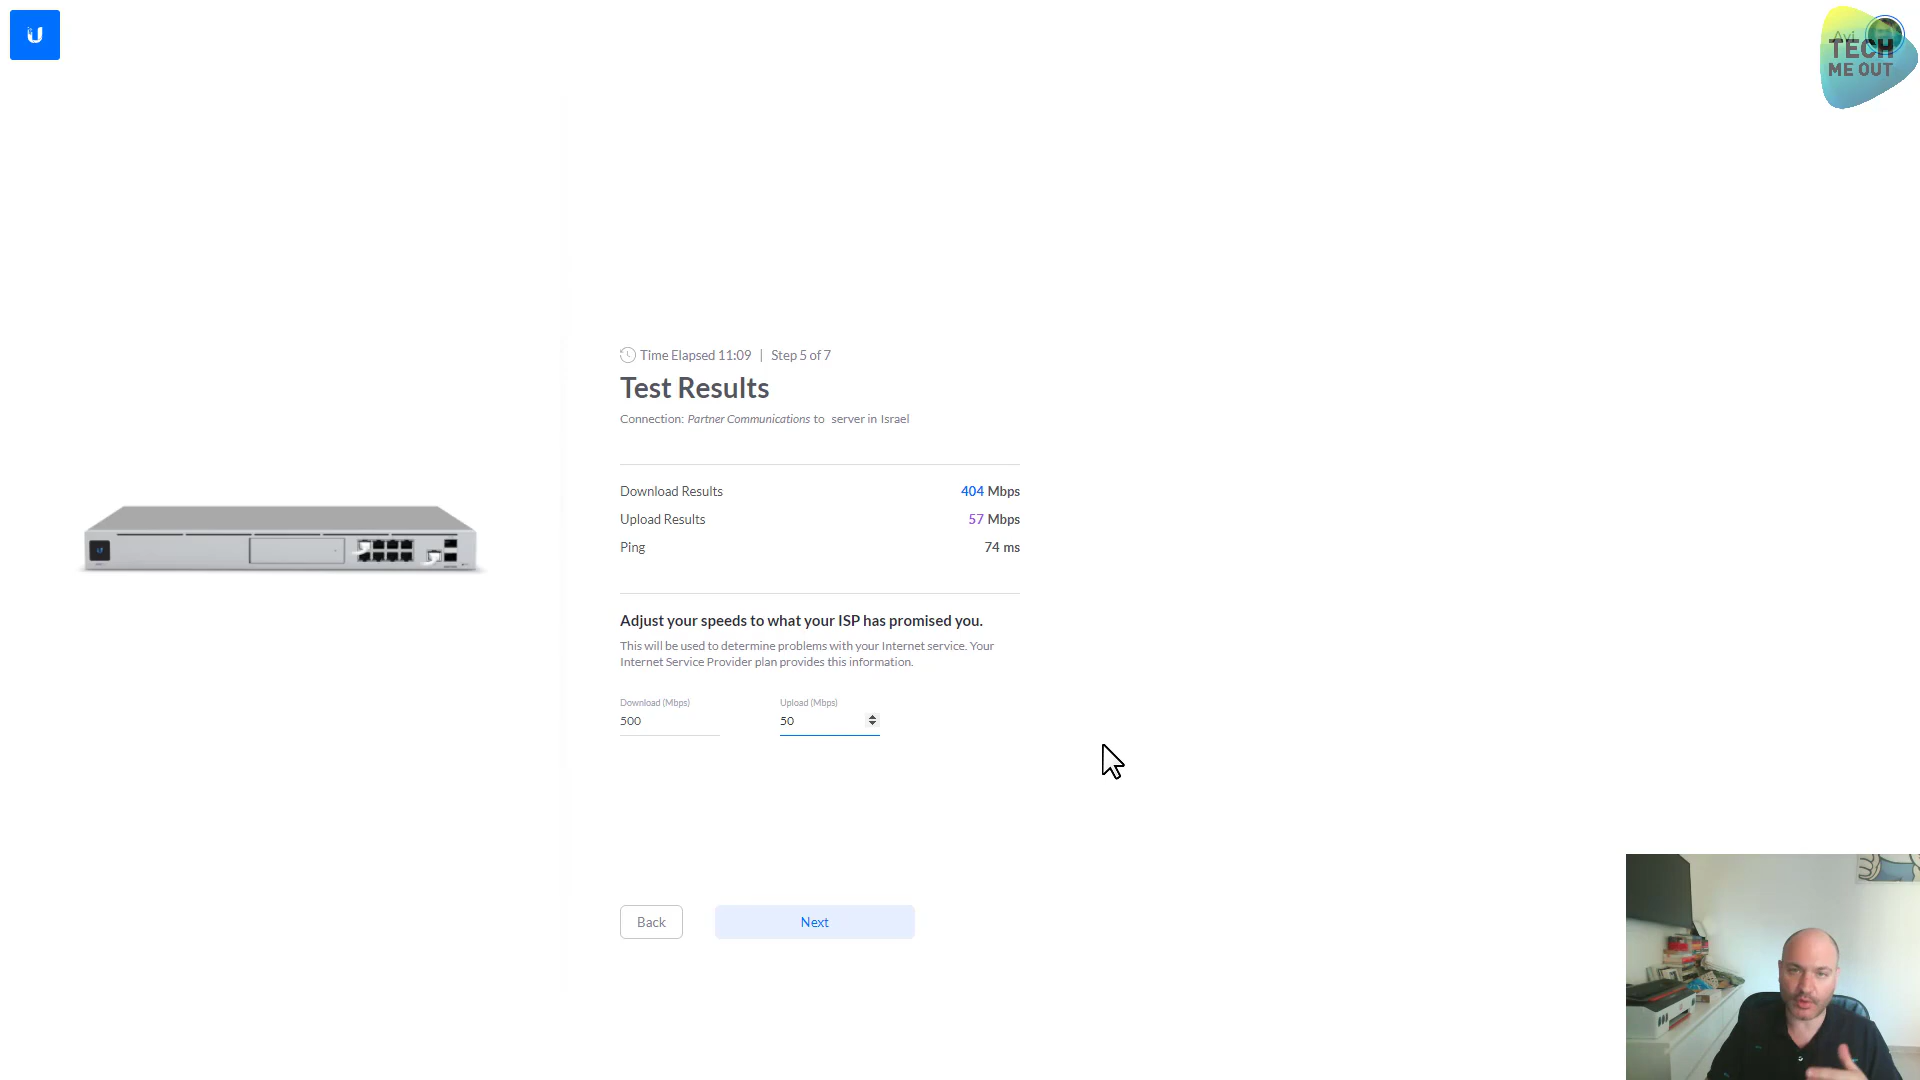 Avi
TECH
ME OUT
Time Elapsed 11:09 | Step 5 of 7
Test Results
Connection: Partner Communications to server in Israel
Download Results 404 Mbps
Upload Results 57 Mbps
Ping 74 ms
Adjust your speeds to what your ISP has promised you.
This will be used to determine problems with your Internet service. Your
Internet Service Provider plan provides this information.
Download (Mbps) Upload (Mbps)
500 50
Back Next